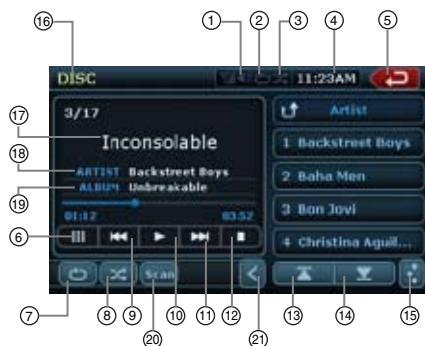 16 1 2 3 4 5
DISC 11:23AM
17 3/17 Artist
Inconsolable 1 Backstreet Boys
18 ARTIST Backstreet Boys
19 ALBUM Unbreakable 2 Baha Men
01:12 03:52 3 Bon Jovi
6 4 Christina Aguil...
Scan
7 8 9 10 11 12 13 14 15
20 21